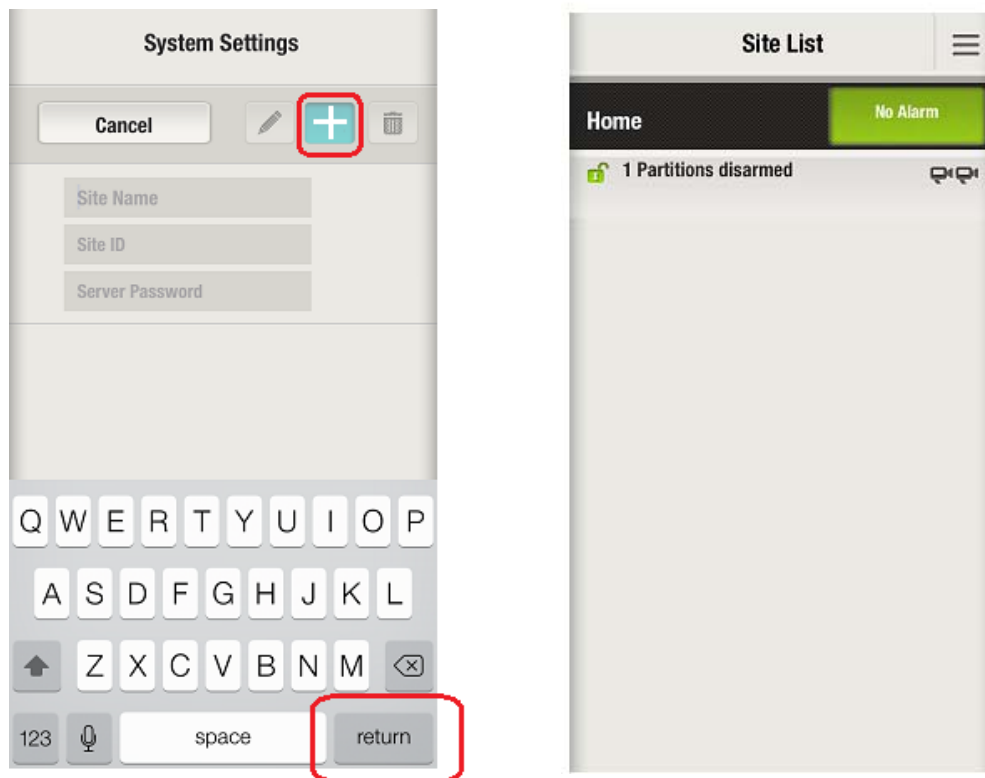 System Settings
Cancel
Site Name
Site ID
Server Password
Q W E R T Y U I O P
A S D F G H J K L
Z X C V B N M
123 space return
Site List
Home No Alarm
1 Partitions disarmed